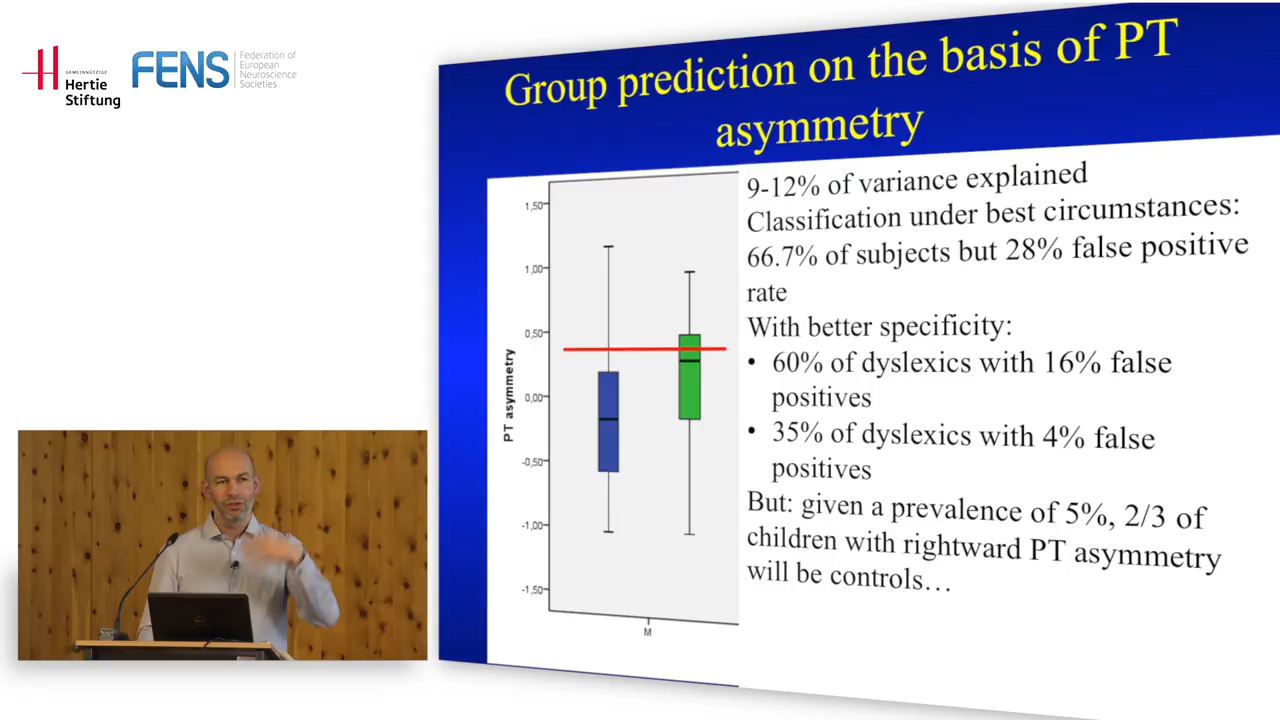 GEMEINNÜTZIGE
Hertie
Stiftung
FENS
Federation of
European
Neuroscience
Societies
Group prediction on the basis of PT
asymmetry
1,50
1,00
0,50
0,00
-0,50
-1,00
-1,50
PT asymmetry
M
9-12% of variance explained
Classification under best circumstances:
66.7% of subjects but 28% false positive
rate
With better specificity:
• 60% of dyslexics with 16% false
positives
• 35% of dyslexics with 4% false
positives
But: given a prevalence of 5%, 2/3 of
children with rightward PT asymmetry
will be controls…